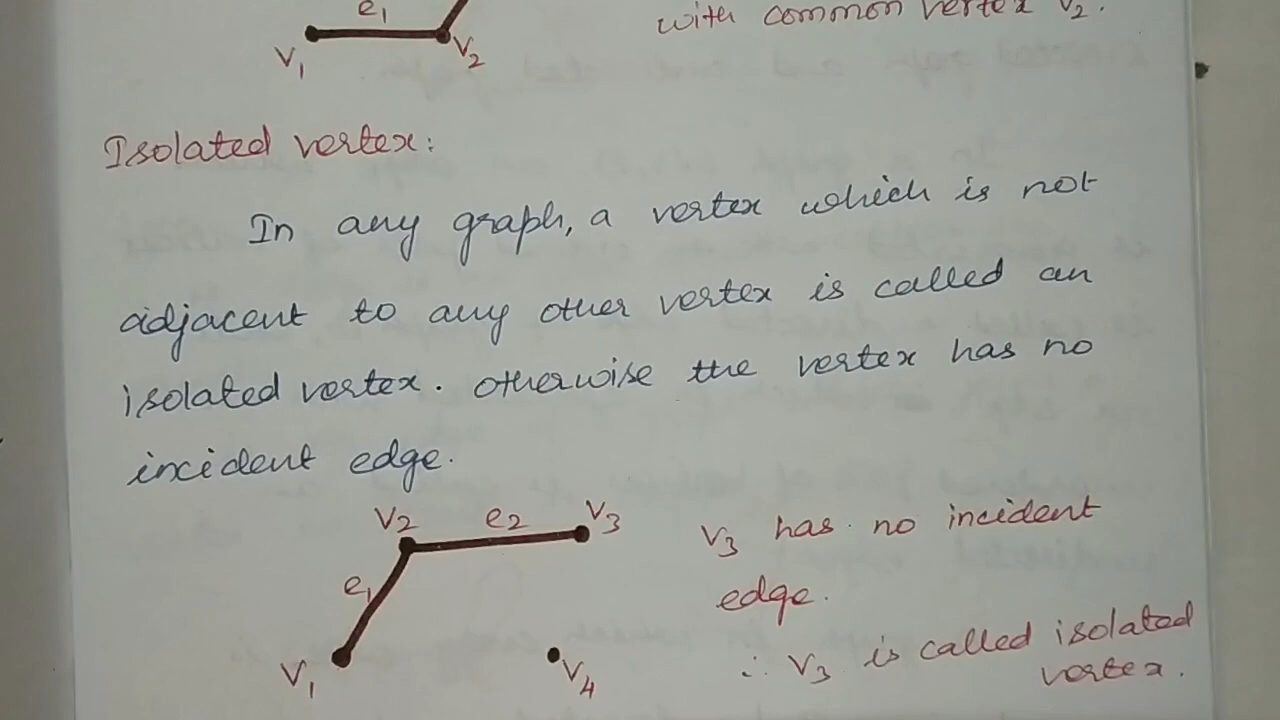 e1
with common vertex V2.
V1
V2
Isolated vertex:
In any graph, a vertex which is not
adjacent to any other vertex is called an
isolated vertex. otherwise the vertex has no
incident edge.
V2 e2 V3
V3 has no incident
e1
edge.
V1
V4
∴ V3 is called isolated
vertex.